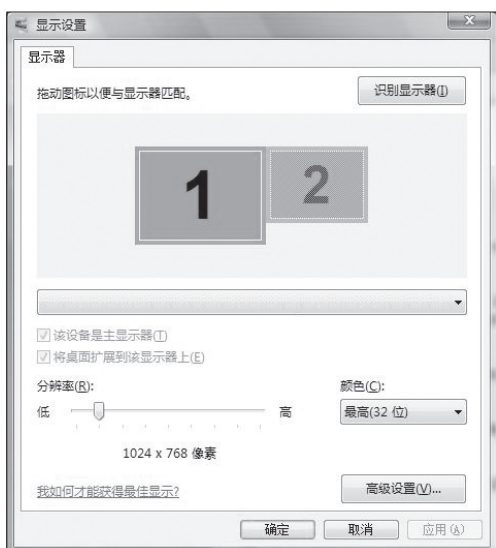 显示设置
显示器
拖动图标以便与显示器匹配。
识别显示器(I)
1
2
该设备是主显示器(T)
将桌面扩展到该显示器上(E)
分辨率(R):
颜色(C):
低
高
最高(32 位)
1024 x 768 像素
我如何才能获得最佳显示?
高级设置(V)...
确定
取消
应用(A)